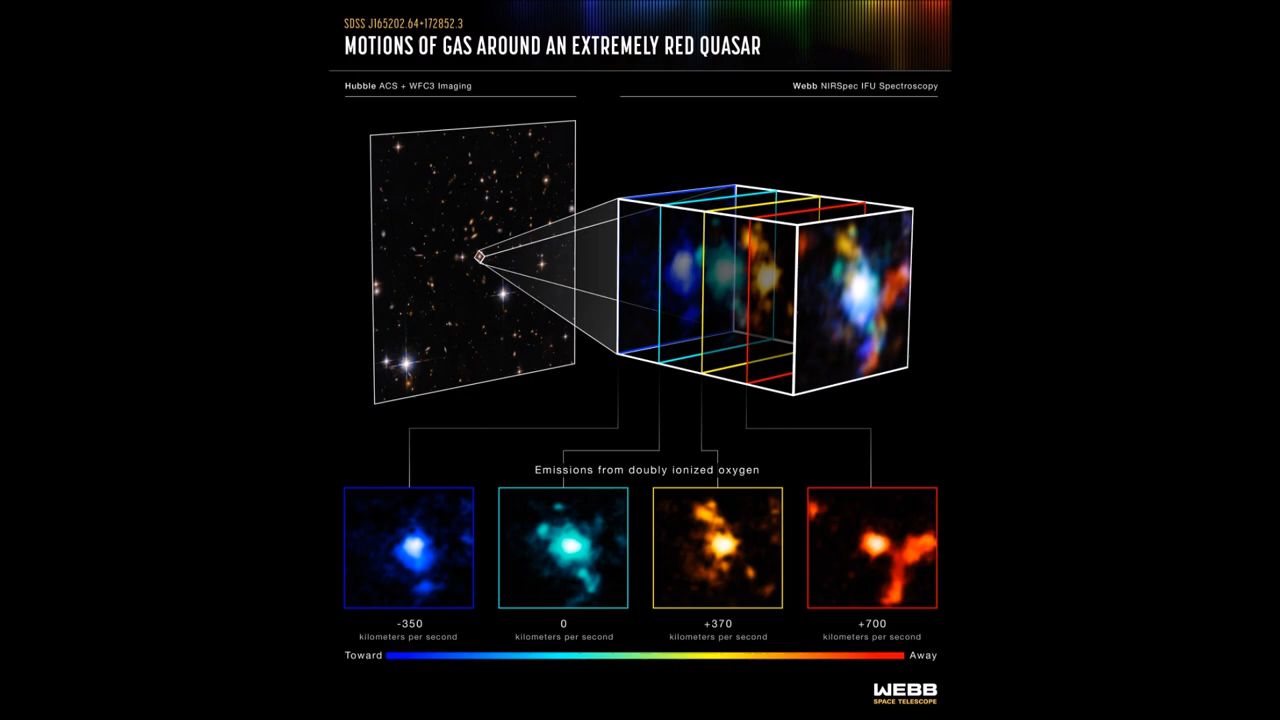 SDSS J165202.64+172852.3
MOTIONS OF GAS AROUND AN EXTREMELY RED QUASAR
Hubble ACS + WFC3 Imaging
Webb NIRSpec IFU Spectroscopy
Emissions from doubly ionized oxygen
-350
kilometers per second
0
kilometers per second
+370
kilometers per second
+700
kilometers per second
Toward
Away
WEBB
SPACE TELESCOPE